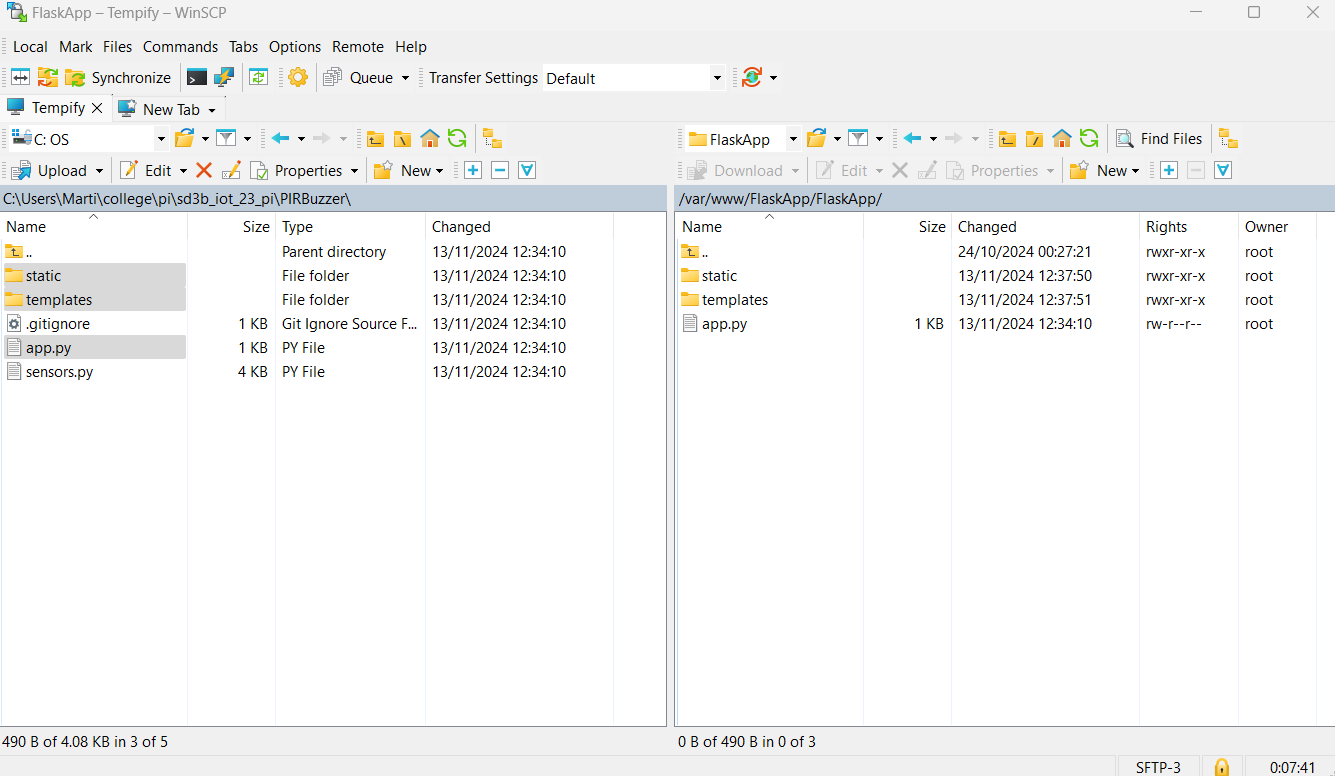 FlaskApp – Tempify – WinSCP
Local Mark Files Commands Tabs Options Remote Help
Synchronize Queue Transfer Settings Default
Tempify New Tab
C: OS FlaskApp Find Files
Upload Edit Properties New Download Edit Properties New
C:\Users\Marti\college\pi\sd3b_iot_23_pi\PIRBuzzer\ /var/www/FlaskApp/FlaskApp/
Name Size Type Changed Name Size Changed Rights Owner
.. Parent directory 13/11/2024 12:34:10 .. 24/10/2024 00:27:21 rwxr-xr-x root
static File folder 13/11/2024 12:34:10 static 13/11/2024 12:37:50 rwxr-xr-x root
templates File folder 13/11/2024 12:34:10 templates 13/11/2024 12:37:51 rwxr-xr-x root
.gitignore 1 KB Git Ignore Source F... 13/11/2024 12:34:10 app.py 1 KB 13/11/2024 12:34:10 rw-r--r-- root
app.py 1 KB PY File 13/11/2024 12:34:10
sensors.py 4 KB PY File 13/11/2024 12:34:10
490 B of 4.08 KB in 3 of 5 0 B of 490 B in 0 of 3
SFTP-3 0:07:41